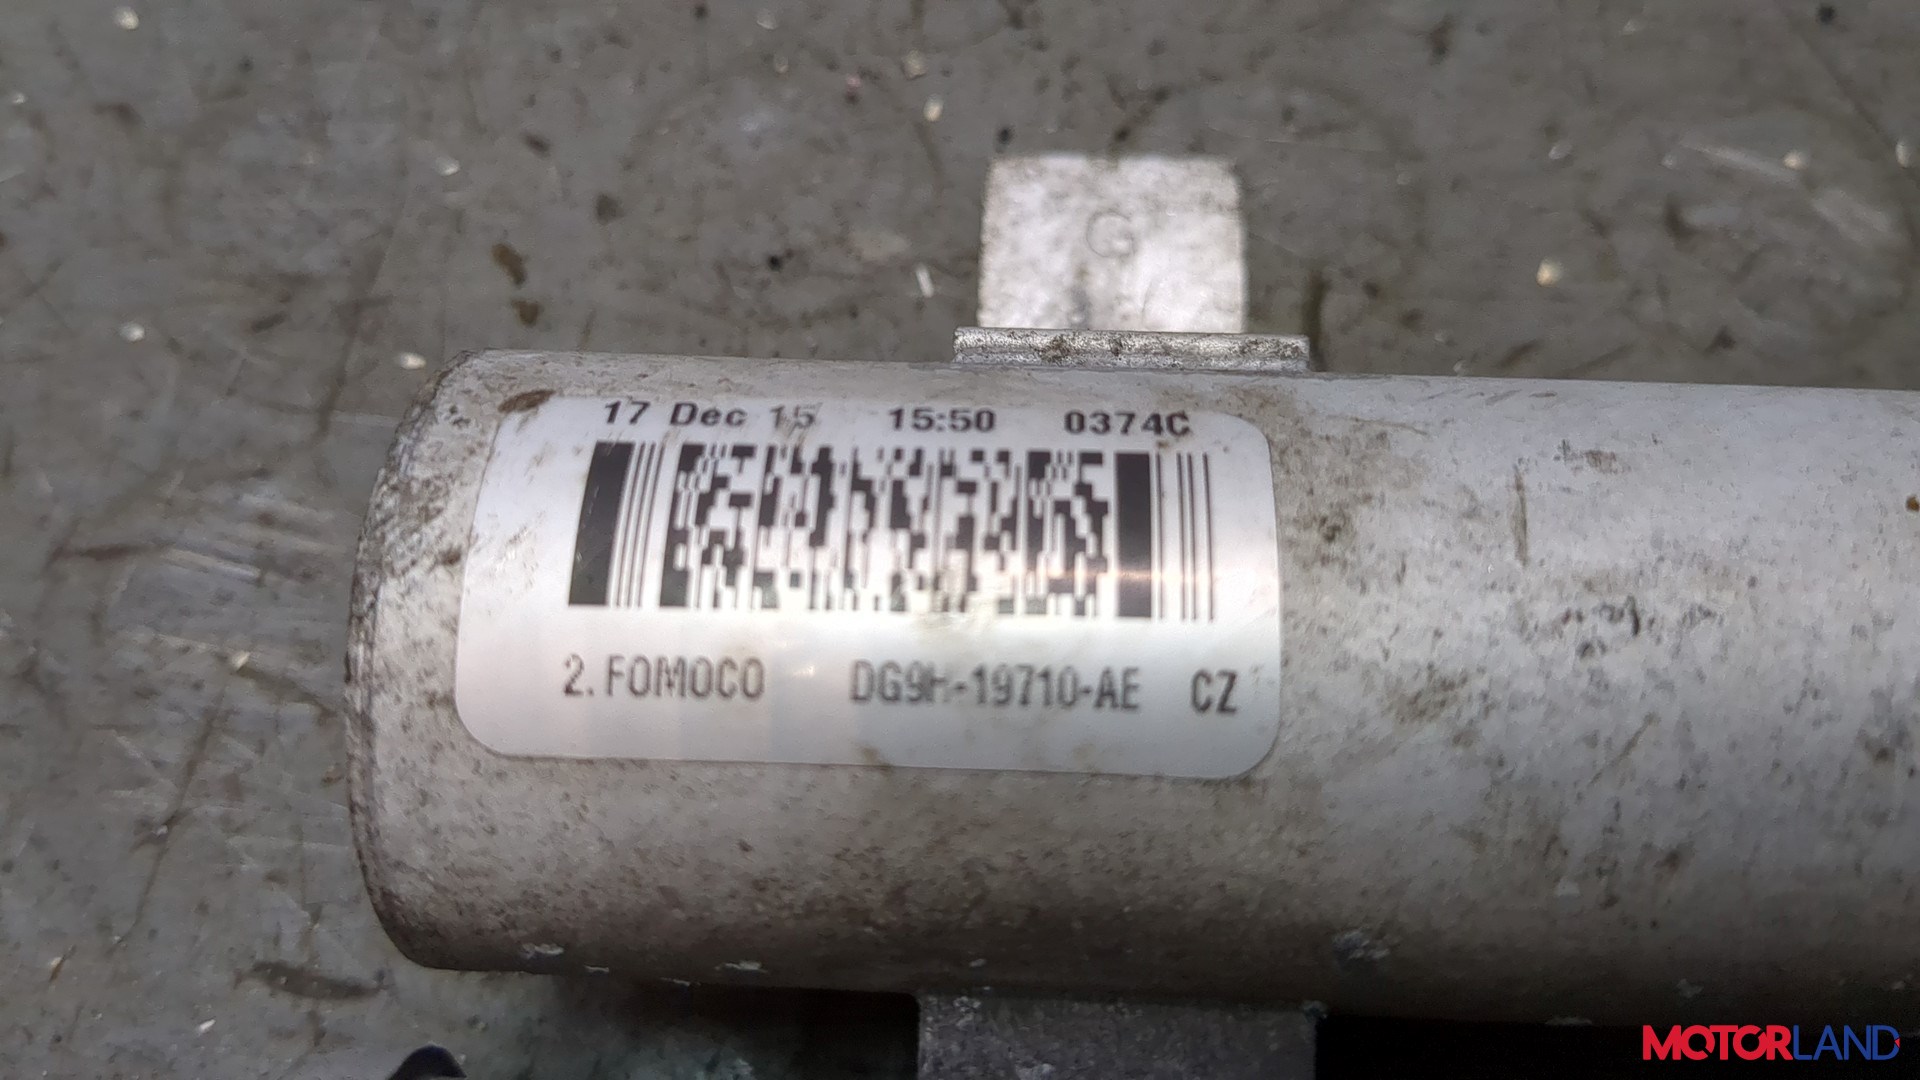 G
17 Dec 15 15:50 0374C
2. FOMOCO DG9H-19710-AE CZ
MOTORLAND